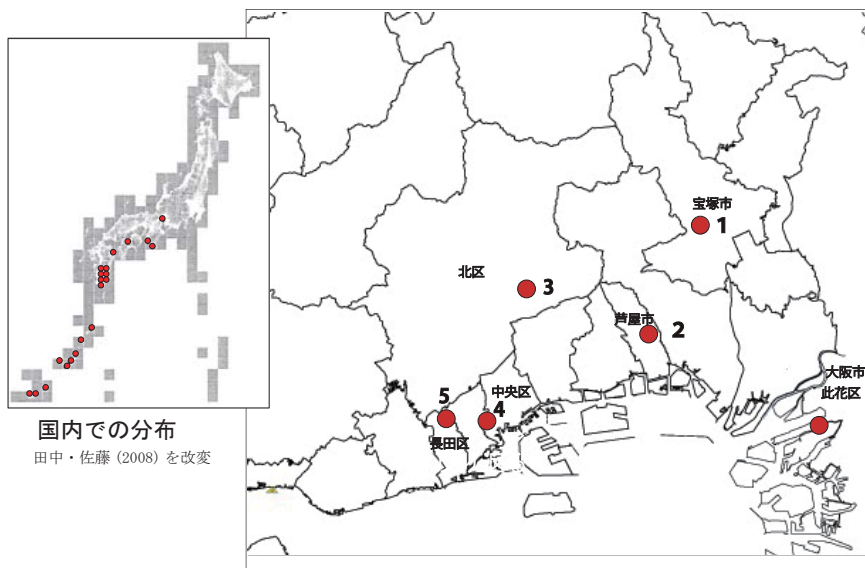 国内での分布
田中・佐藤 (2008) を改変
宝塚市
1
北区
3
芦屋市
2
大阪市
此花区
5
中央区
4
長田区